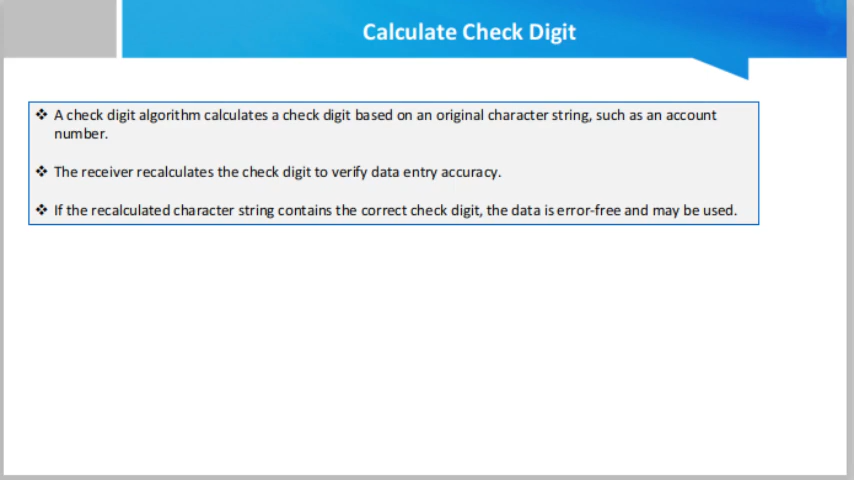 Calculate Check Digit
❖ A check digit algorithm calculates a check digit based on an original character string, such as an account
number.
❖ The receiver recalculates the check digit to verify data entry accuracy.
❖ If the recalculated character string contains the correct check digit, the data is error-free and may be used.